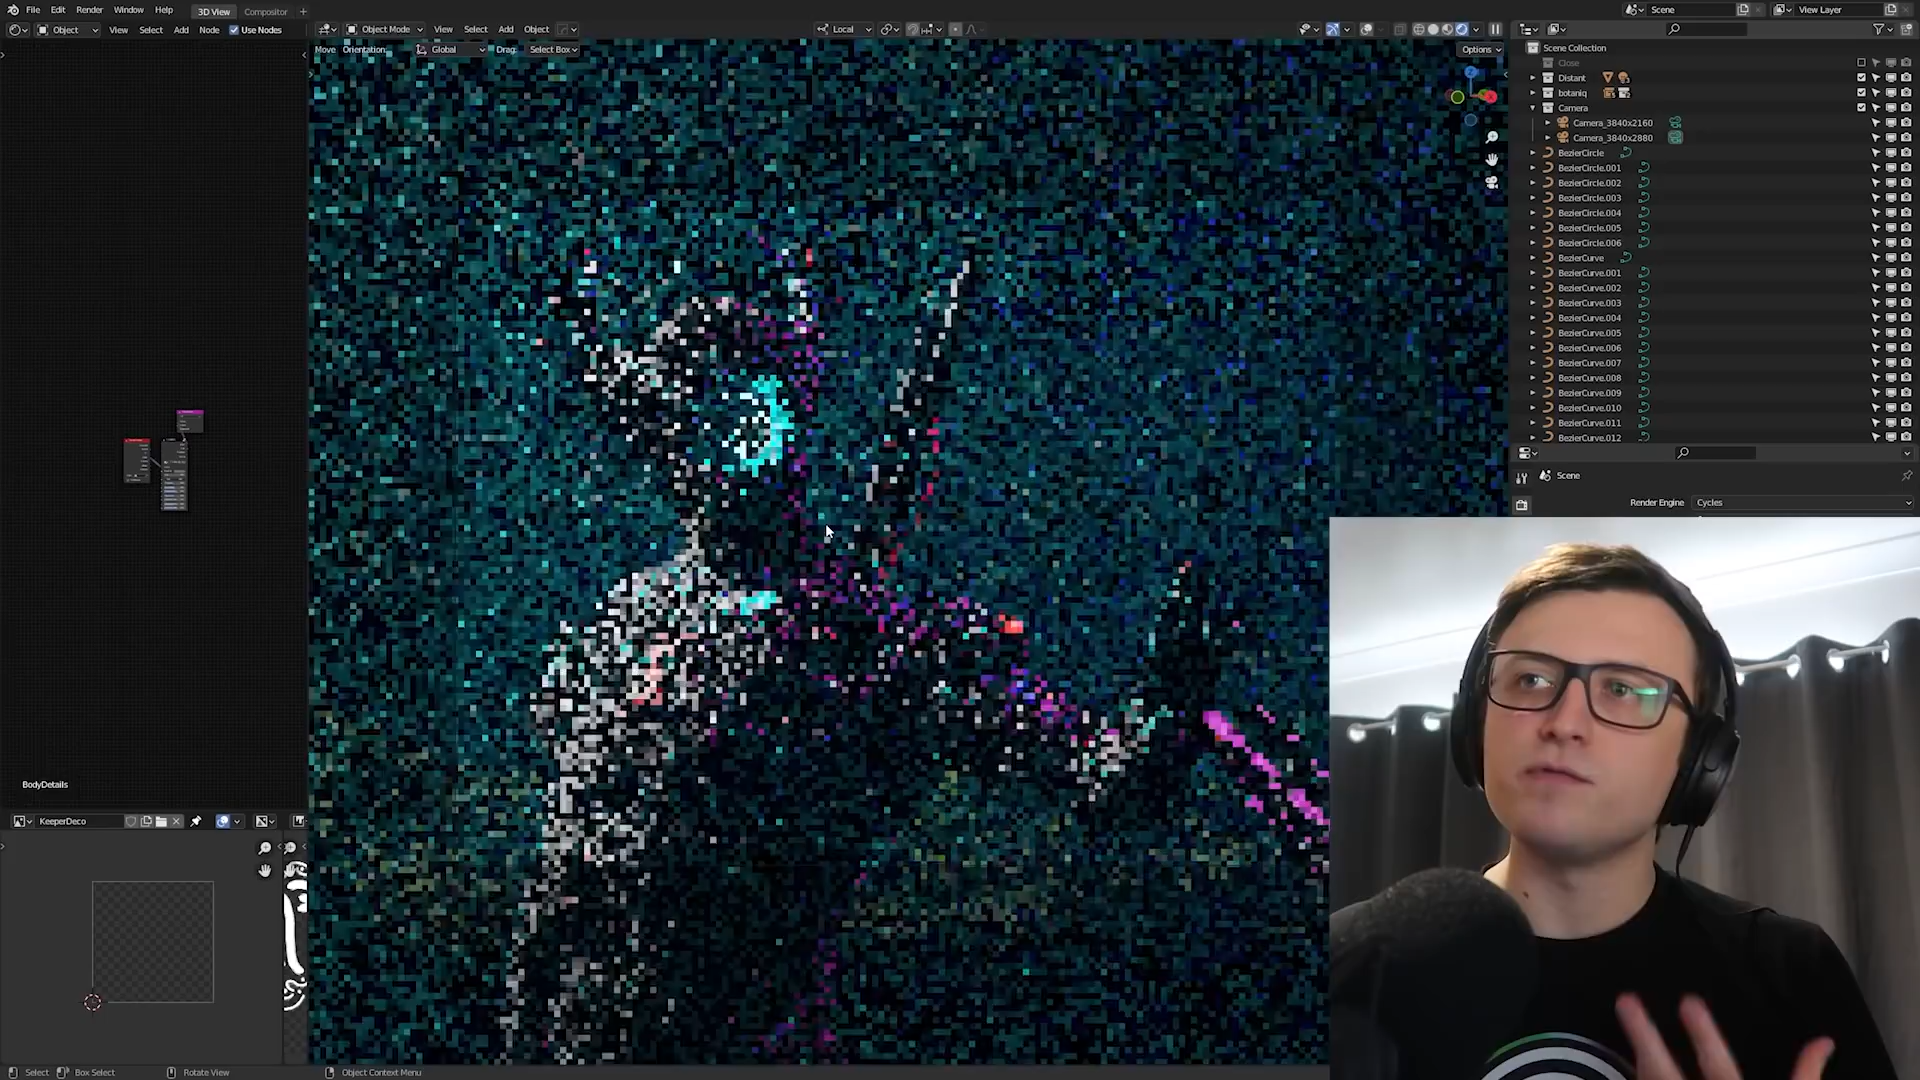 File Edit Render Window Help 3D View Compositor + Scene View Layer
Object View Select Add Node Use Nodes Object Mode View Select Add Object Local
Move Orientation: Global Drag: Select Box Options
Scene Collection
Close
Distant
botaniq
Camera
Camera_3840x2160
Camera_3840x2880
BezierCircle
BezierCircle.001
BezierCircle.002
BezierCircle.003
BezierCircle.004
BezierCircle.005
BezierCircle.006
BezierCurve
BezierCurve.001
BezierCurve.002
BezierCurve.003
BezierCurve.004
BezierCurve.005
BezierCurve.006
BezierCurve.007
BezierCurve.008
BezierCurve.009
BezierCurve.010
BezierCurve.011
BezierCurve.012
Scene
Render Engine Cycles
BodyDetails
KeeperDeco
Select Box Select Rotate View Object Context Menu